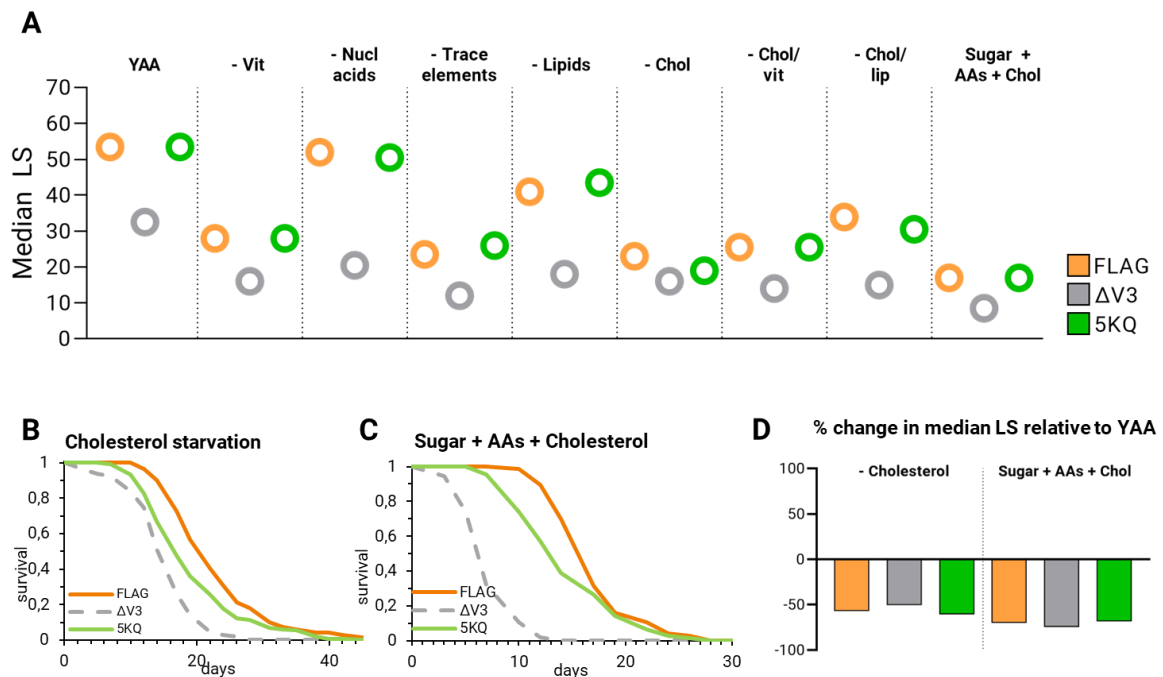 A
YAA
- Vit
- Nucl
acids
- Trace
elements
- Lipids
- Chol
- Chol/
vit
- Chol/
lip
Sugar +
AAs + Chol
Median LS
70
60
50
40
30
20
10
0
FLAG
ΔV3
5KQ
B
Cholesterol starvation
survival
1
0,8
0,6
0,4
0,2
0
FLAG
ΔV3
5KQ
0
20
40
days
C
Sugar + AAs + Cholesterol
survival
1
0,8
0,6
0,4
0,2
0
FLAG
ΔV3
5KQ
0
10
20
30
days
D
% change in median LS relative to YAA
- Cholesterol
Sugar + AAs + Chol
100
50
0
-50
-100